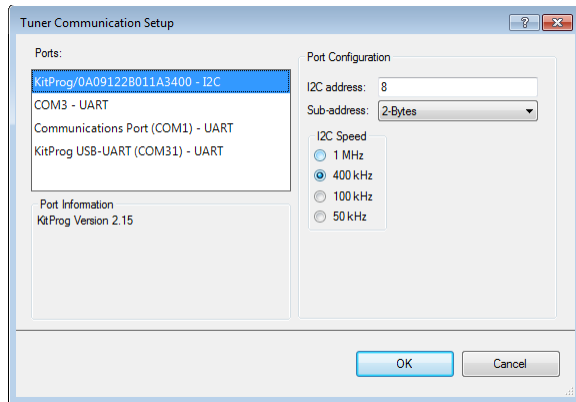 Tuner Communication Setup
?
Ports:
KitProg/0A09122B011A3400 - I2C
COM3 - UART
Communications Port (COM1) - UART
KitProg USB-UART (COM31) - UART
Port Information
KitProg Version 2.15
Port Configuration
I2C address: 8
Sub-address: 2-Bytes
I2C Speed
1 MHz
400 kHz
100 kHz
50 kHz
OK
Cancel